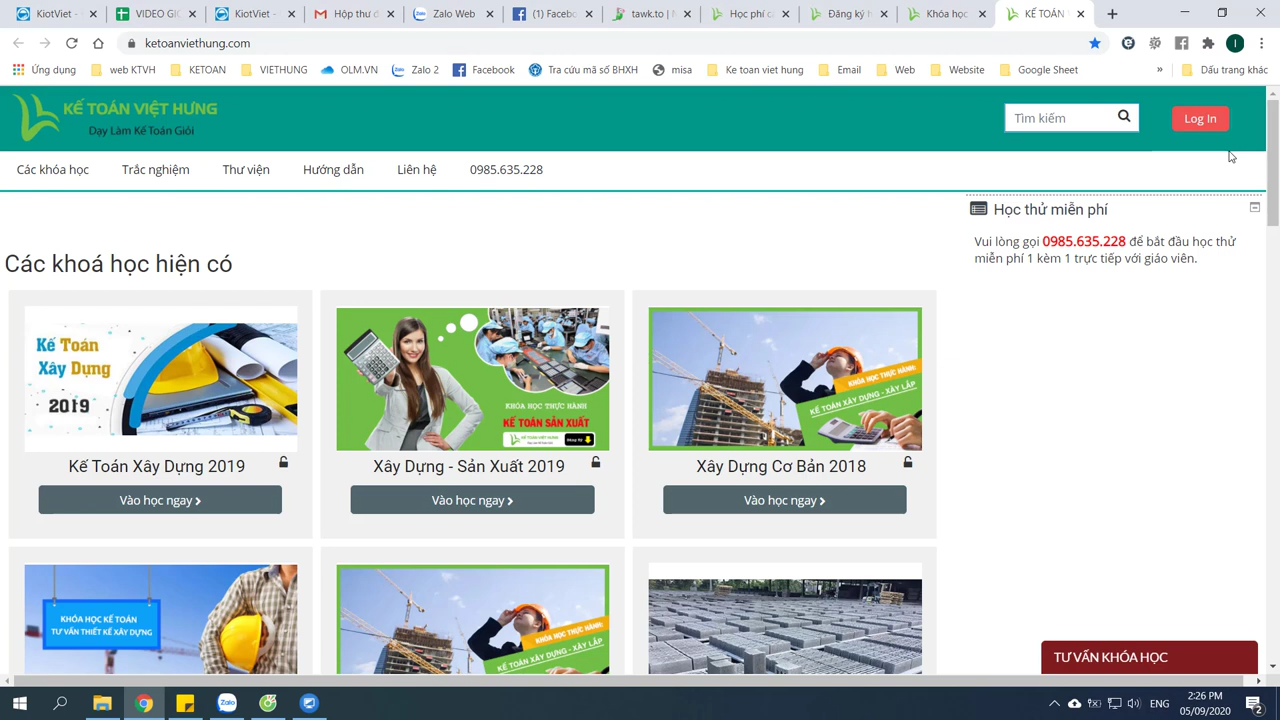 KiotViet -
VIDEO GIỚ
KiotViet -
Hộp thư đ
Zalo Web
(1) Facebo
tawk.to | N
Học phí c
Đăng ký h
Khóa học
KẾ TOÁN
ketoanviethung.com
I
Ứng dụng
web KTVH
KETOAN
VIETHUNG
OLM.VN
Zalo 2
Facebook
Tra cứu mã số BHXH
misa
Ke toan viet hung
Email
Web
Website
Google Sheet
»
Dấu trang khác
KẾ TOÁN VIỆT HƯNG
Dạy Làm Kế Toán Giỏi
Tìm kiếm
Log In
Các khóa học
Trắc nghiệm
Thư viện
Hướng dẫn
Liên hệ
0985.635.228
Học thử miễn phí
Vui lòng gọi 0985.635.228 để bắt đầu học thử
miễn phí 1 kèm 1 trực tiếp với giáo viên.
Các khoá học hiện có
Kế Toán
Xây Dựng
2019
KHÓA HỌC THỰC HÀNH
KẾ TOÁN SẢN XUẤT
KẾ TOÁN VIỆT HƯNG
KHÓA HỌC THỰC HÀNH:
KẾ TOÁN XÂY DỰNG - XÂY LẮP
Kế Toán Xây Dựng 2019
Xây Dựng - Sản Xuất 2019
Xây Dựng Cơ Bản 2018
Vào học ngay
Vào học ngay
Vào học ngay
KHÓA HỌC KẾ TOÁN
TƯ VẤN THIẾT KẾ XÂY DỰNG
KHÓA HỌC THỰC HÀNH:
KẾ TOÁN XÂY DỰNG - XÂY LẮP
TƯ VẤN KHÓA HỌC
Zalo
ENG
2:26 PM
05/09/2020
2